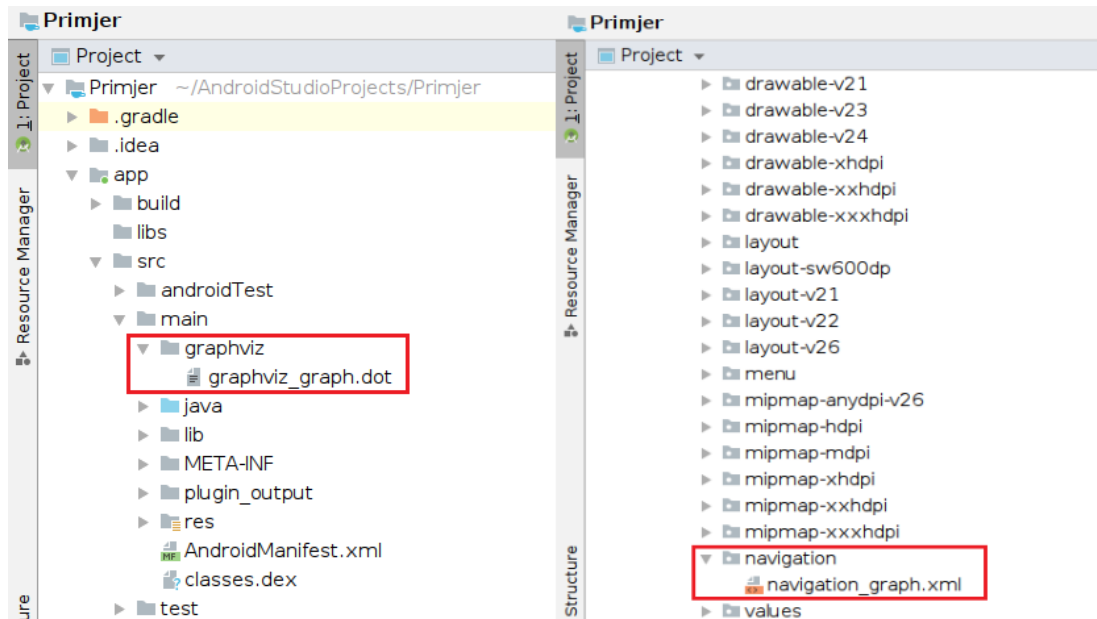 Primjer
Project
1: Project
Resource Manager
Primjer ~/AndroidStudioProjects/Primjer
.gradle
.idea
app
build
libs
src
androidTest
main
graphviz
graphviz_graph.dot
java
lib
META-INF
plugin_output
res
AndroidManifest.xml
classes.dex
test
Primjer
Project
1: Project
Resource Manager
Structure
drawable-v21
drawable-v23
drawable-v24
drawable-xhdpi
drawable-xxhdpi
drawable-xxxhdpi
layout
layout-sw600dp
layout-v21
layout-v22
layout-v26
menu
mipmap-anydpi-v26
mipmap-hdpi
mipmap-mdpi
mipmap-xhdpi
mipmap-xxhdpi
mipmap-xxxhdpi
navigation
navigation_graph.xml
values